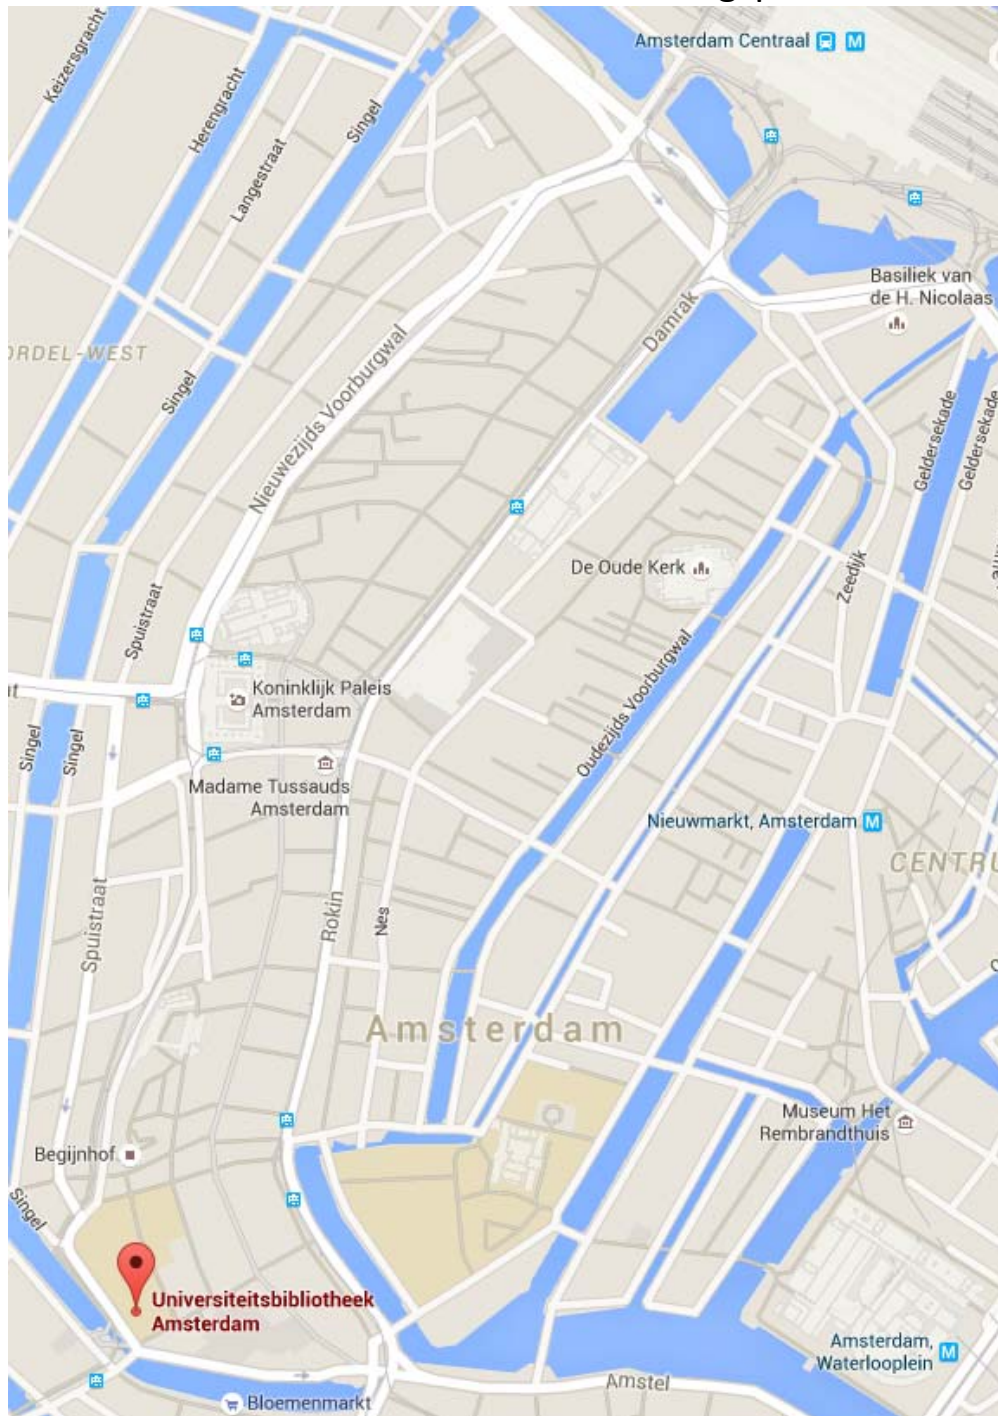 Amsterdam Centraal M
Keizersgracht
Herengracht
Singel
Langestraat
Basiliek van
de H. Nicolaas
Damrak
ORDEL-WEST
Nieuwezijds Voorburgwal
Singel
Geldersekade
Geldersekade
De Oude Kerk
Zeedijk
Spuistraat
Oudezijds Voorburgwal
Koninklijk Paleis
Amsterdam
Singel
Singel
Madame Tussauds
Amsterdam
Nieuwmarkt, Amsterdam M
CENTRU
Spuistraat
Rokin
Nes
Amsterdam
Museum Het
Rembrandthuis
Begijnhof
Singel
Universiteitsbibliotheek
Amsterdam
Amsterdam,
Waterlooplein M
Amstel
Bloemenmarkt